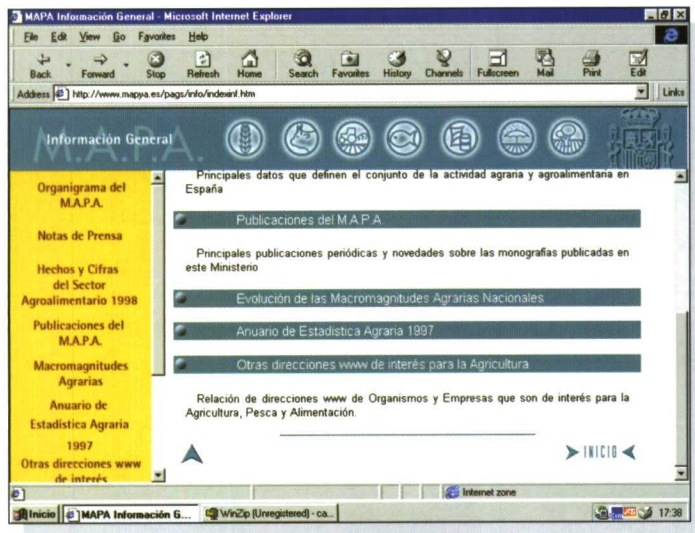 MAPA Información General - Microsoft Internet Explorer
File Edit View Go Favorites Help
Back Forward Stop Refresh Home Search Favorites History Channels Fullscreen Mail Print Edit
Address http://www.mapya.es/pags/info/indexinf.htm Links
M.A.P.A.
Información General
Organigrama del
M.A.P.A.
Notas de Prensa
Hechos y Cifras
del Sector
Agroalimentario 1998
Publicaciones del
M.A.P.A.
Macromagnitudes
Agrarias
Anuario de
Estadística Agraria
1997
Otras direcciones www
de interés
Principales datos que definen el conjunto de la actividad agraria y agroalimentaria en
España
Publicaciones del M.A.P.A
Principales publicaciones periódicas y novedades sobre las monografías publicadas en
este Ministerio
Evolución de las Macromagnitudes Agrarias Nacionales
Anuario de Estadística Agraria 1997
Otras direcciones www de interés para la Agricultura
Relación de direcciones www de Organismos y Empresas que son de interés para la
Agricultura, Pesca y Alimentación.
INICIO
Internet zone
Inicio MAPA Información G... WinZip (Unregistered) - ca... 17:38